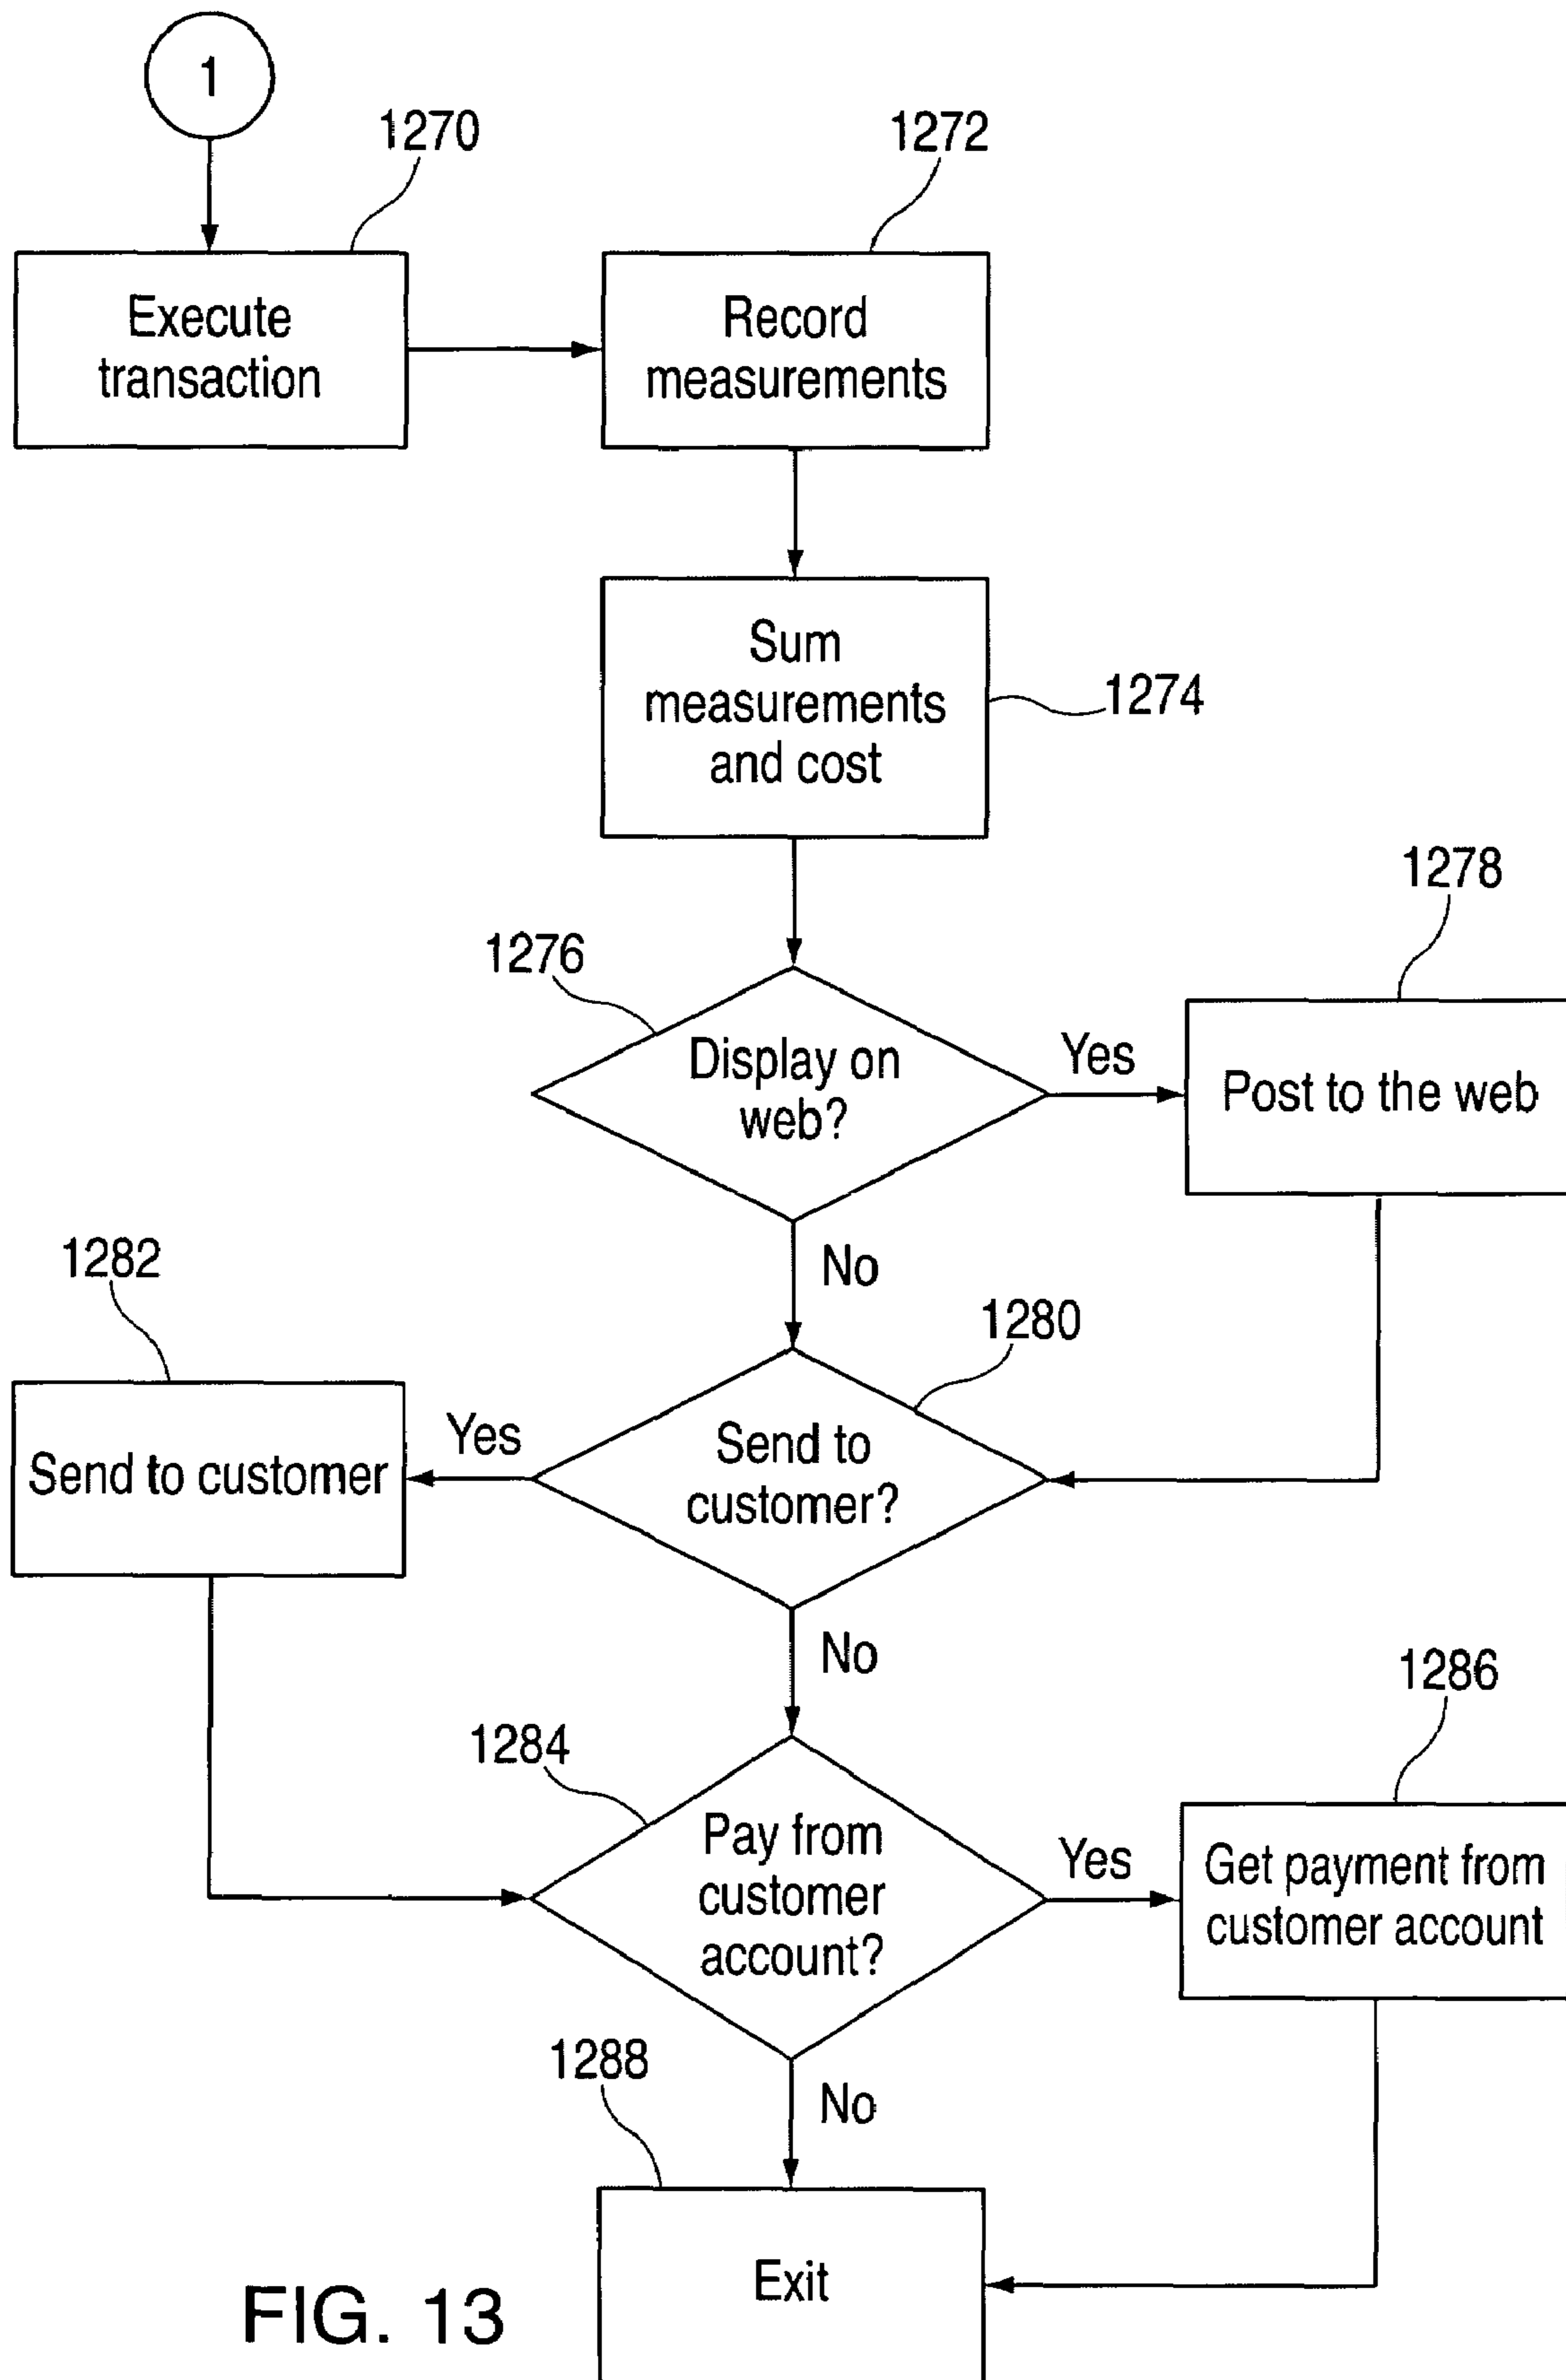 1
1270
1272
Execute
transaction
Record
measurements
Sum
measurements
and cost
1274
1278
1276
Display on
web?
Yes
Post to the web
No
1282
1280
Send to customer
Yes
Send to
customer?
No
1286
1284
Pay from
customer
account?
Yes
Get payment from
customer account
1288
No
Exit
FIG. 13